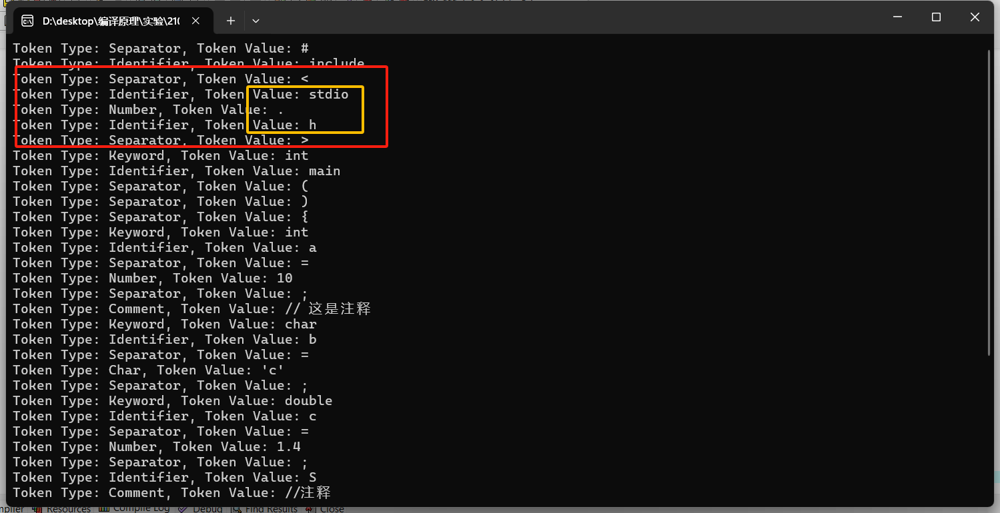 D:\desktop\编译原理\实验\210
Token Type: Separator, Token Value: #
Token Type: Identifier, Token Value: include
Token Type: Separator, Token Value: <
Token Type: Identifier, Token Value: stdio
Token Type: Number, Token Value: .
Token Type: Identifier, Token Value: h
Token Type: Separator, Token Value: >
Token Type: Keyword, Token Value: int
Token Type: Identifier, Token Value: main
Token Type: Separator, Token Value: (
Token Type: Separator, Token Value: )
Token Type: Separator, Token Value: {
Token Type: Keyword, Token Value: int
Token Type: Identifier, Token Value: a
Token Type: Separator, Token Value: =
Token Type: Number, Token Value: 10
Token Type: Separator, Token Value: ;
Token Type: Comment, Token Value: // 这是注释
Token Type: Keyword, Token Value: char
Token Type: Identifier, Token Value: b
Token Type: Separator, Token Value: =
Token Type: Char, Token Value: 'c'
Token Type: Separator, Token Value: ;
Token Type: Keyword, Token Value: double
Token Type: Identifier, Token Value: c
Token Type: Separator, Token Value: =
Token Type: Number, Token Value: 1.4
Token Type: Separator, Token Value: ;
Token Type: Identifier, Token Value: S
Token Type: Comment, Token Value: //注释
mpiler Resources Compile Log Debug Find Results Close